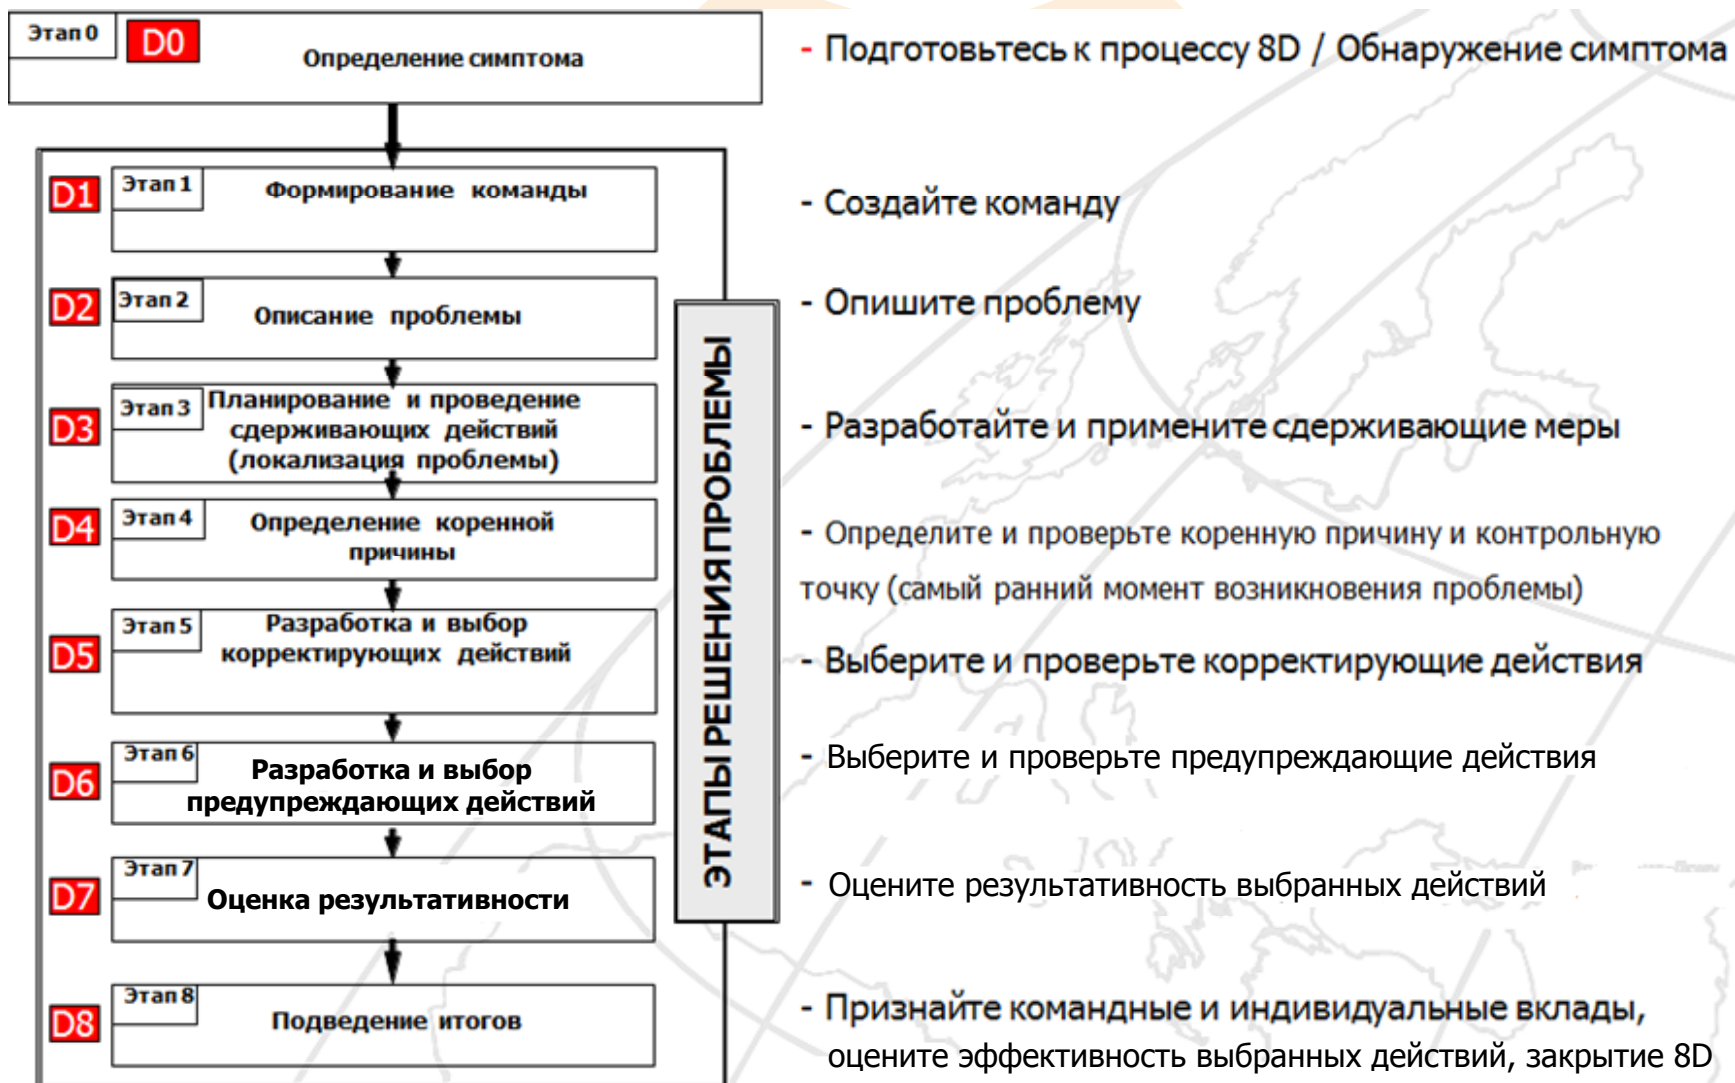 Этап 0
D0
Определение симптома
- Подготовьтесь к процессу 8D / Обнаружение симптома
D1
Этап 1
Формирование команды
- Создайте команду
D2
Этап 2
Описание проблемы
- Опишите проблему
D3
Этап 3
Планирование и проведение
сдерживающих действий
(локализация проблемы)
- Разработайте и примените сдерживающие меры
D4
Этап 4
Определение коренной
причины
- Определите и проверьте коренную причину и контрольную
точку (самый ранний момент возникновения проблемы)
D5
Этап 5
Разработка и выбор
корректирующих действий
- Выберите и проверьте корректирующие действия
D6
Этап 6
Разработка и выбор
предупреждающих действий
- Выберите и проверьте предупреждающие действия
D7
Этап 7
Оценка результативности
- Оцените результативность выбранных действий
D8
Этап 8
Подведение итогов
- Признайте командные и индивидуальные вклады,
оцените эффективность выбранных действий, закрытие 8D
ЭТАПЫ РЕШЕНИЯ ПРОБЛЕМЫ